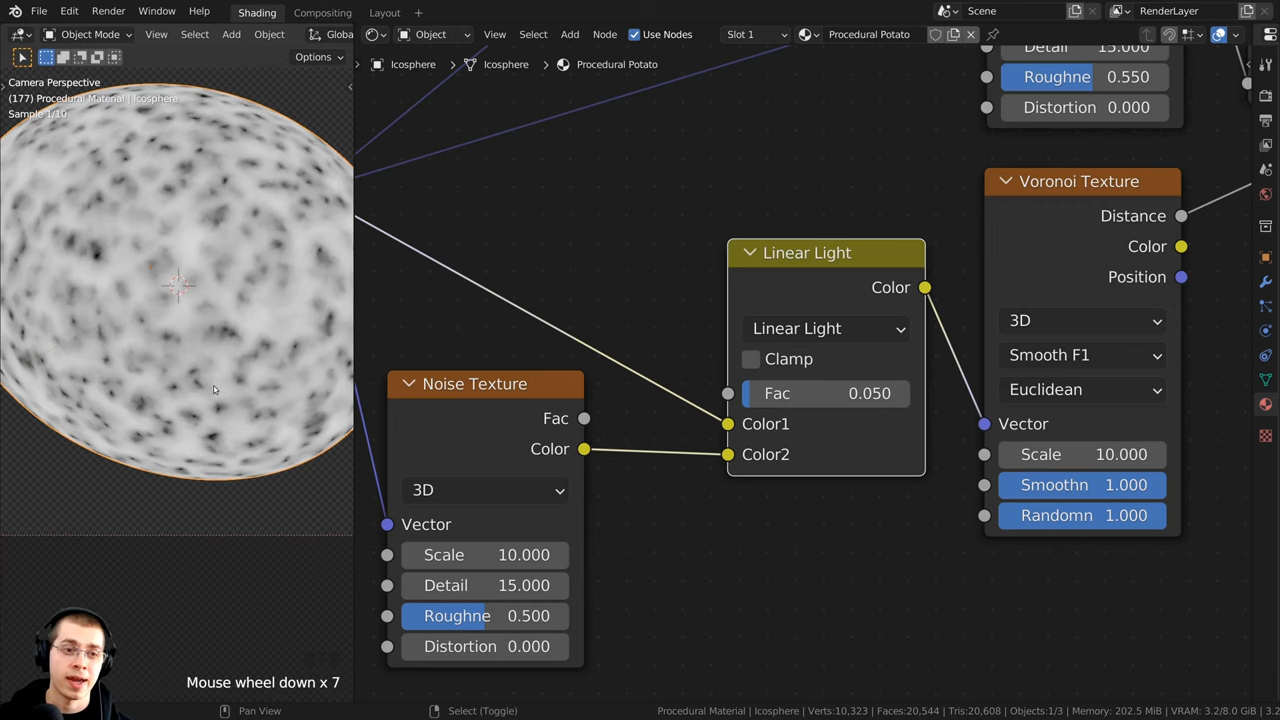 File Edit Render Window Help Shading Compositing Layout + Scene RenderLayer
Object Mode View Select Add Object Globa Object View Select Add Node Use Nodes Slot 1 Procedural Potato
Options Icosphere Icosphere Procedural Potato
Camera Perspective
(177) Procedural Material | Icosphere
Sample 1/10
Detail 15.000
Roughne 0.550
Distortion 0.000
Voronoi Texture
Distance
Color
Position
3D
Smooth F1
Euclidean
Vector
Scale 10.000
Smoothn 1.000
Randomn 1.000
Linear Light
Color
Linear Light
Clamp
Fac 0.050
Color1
Color2
Noise Texture
Fac
Color
3D
Vector
Scale 10.000
Detail 15.000
Roughne 0.500
Distortion 0.000
Mouse wheel down x 7
Pan View Select (Toggle) Procedural Material | Icosphere | Verts:10,323 | Faces:20,544 | Tris:20,608 | Objects:1/3 | Memory: 202.5 MiB | VRAM: 3.2/8.0 GiB | 3.2